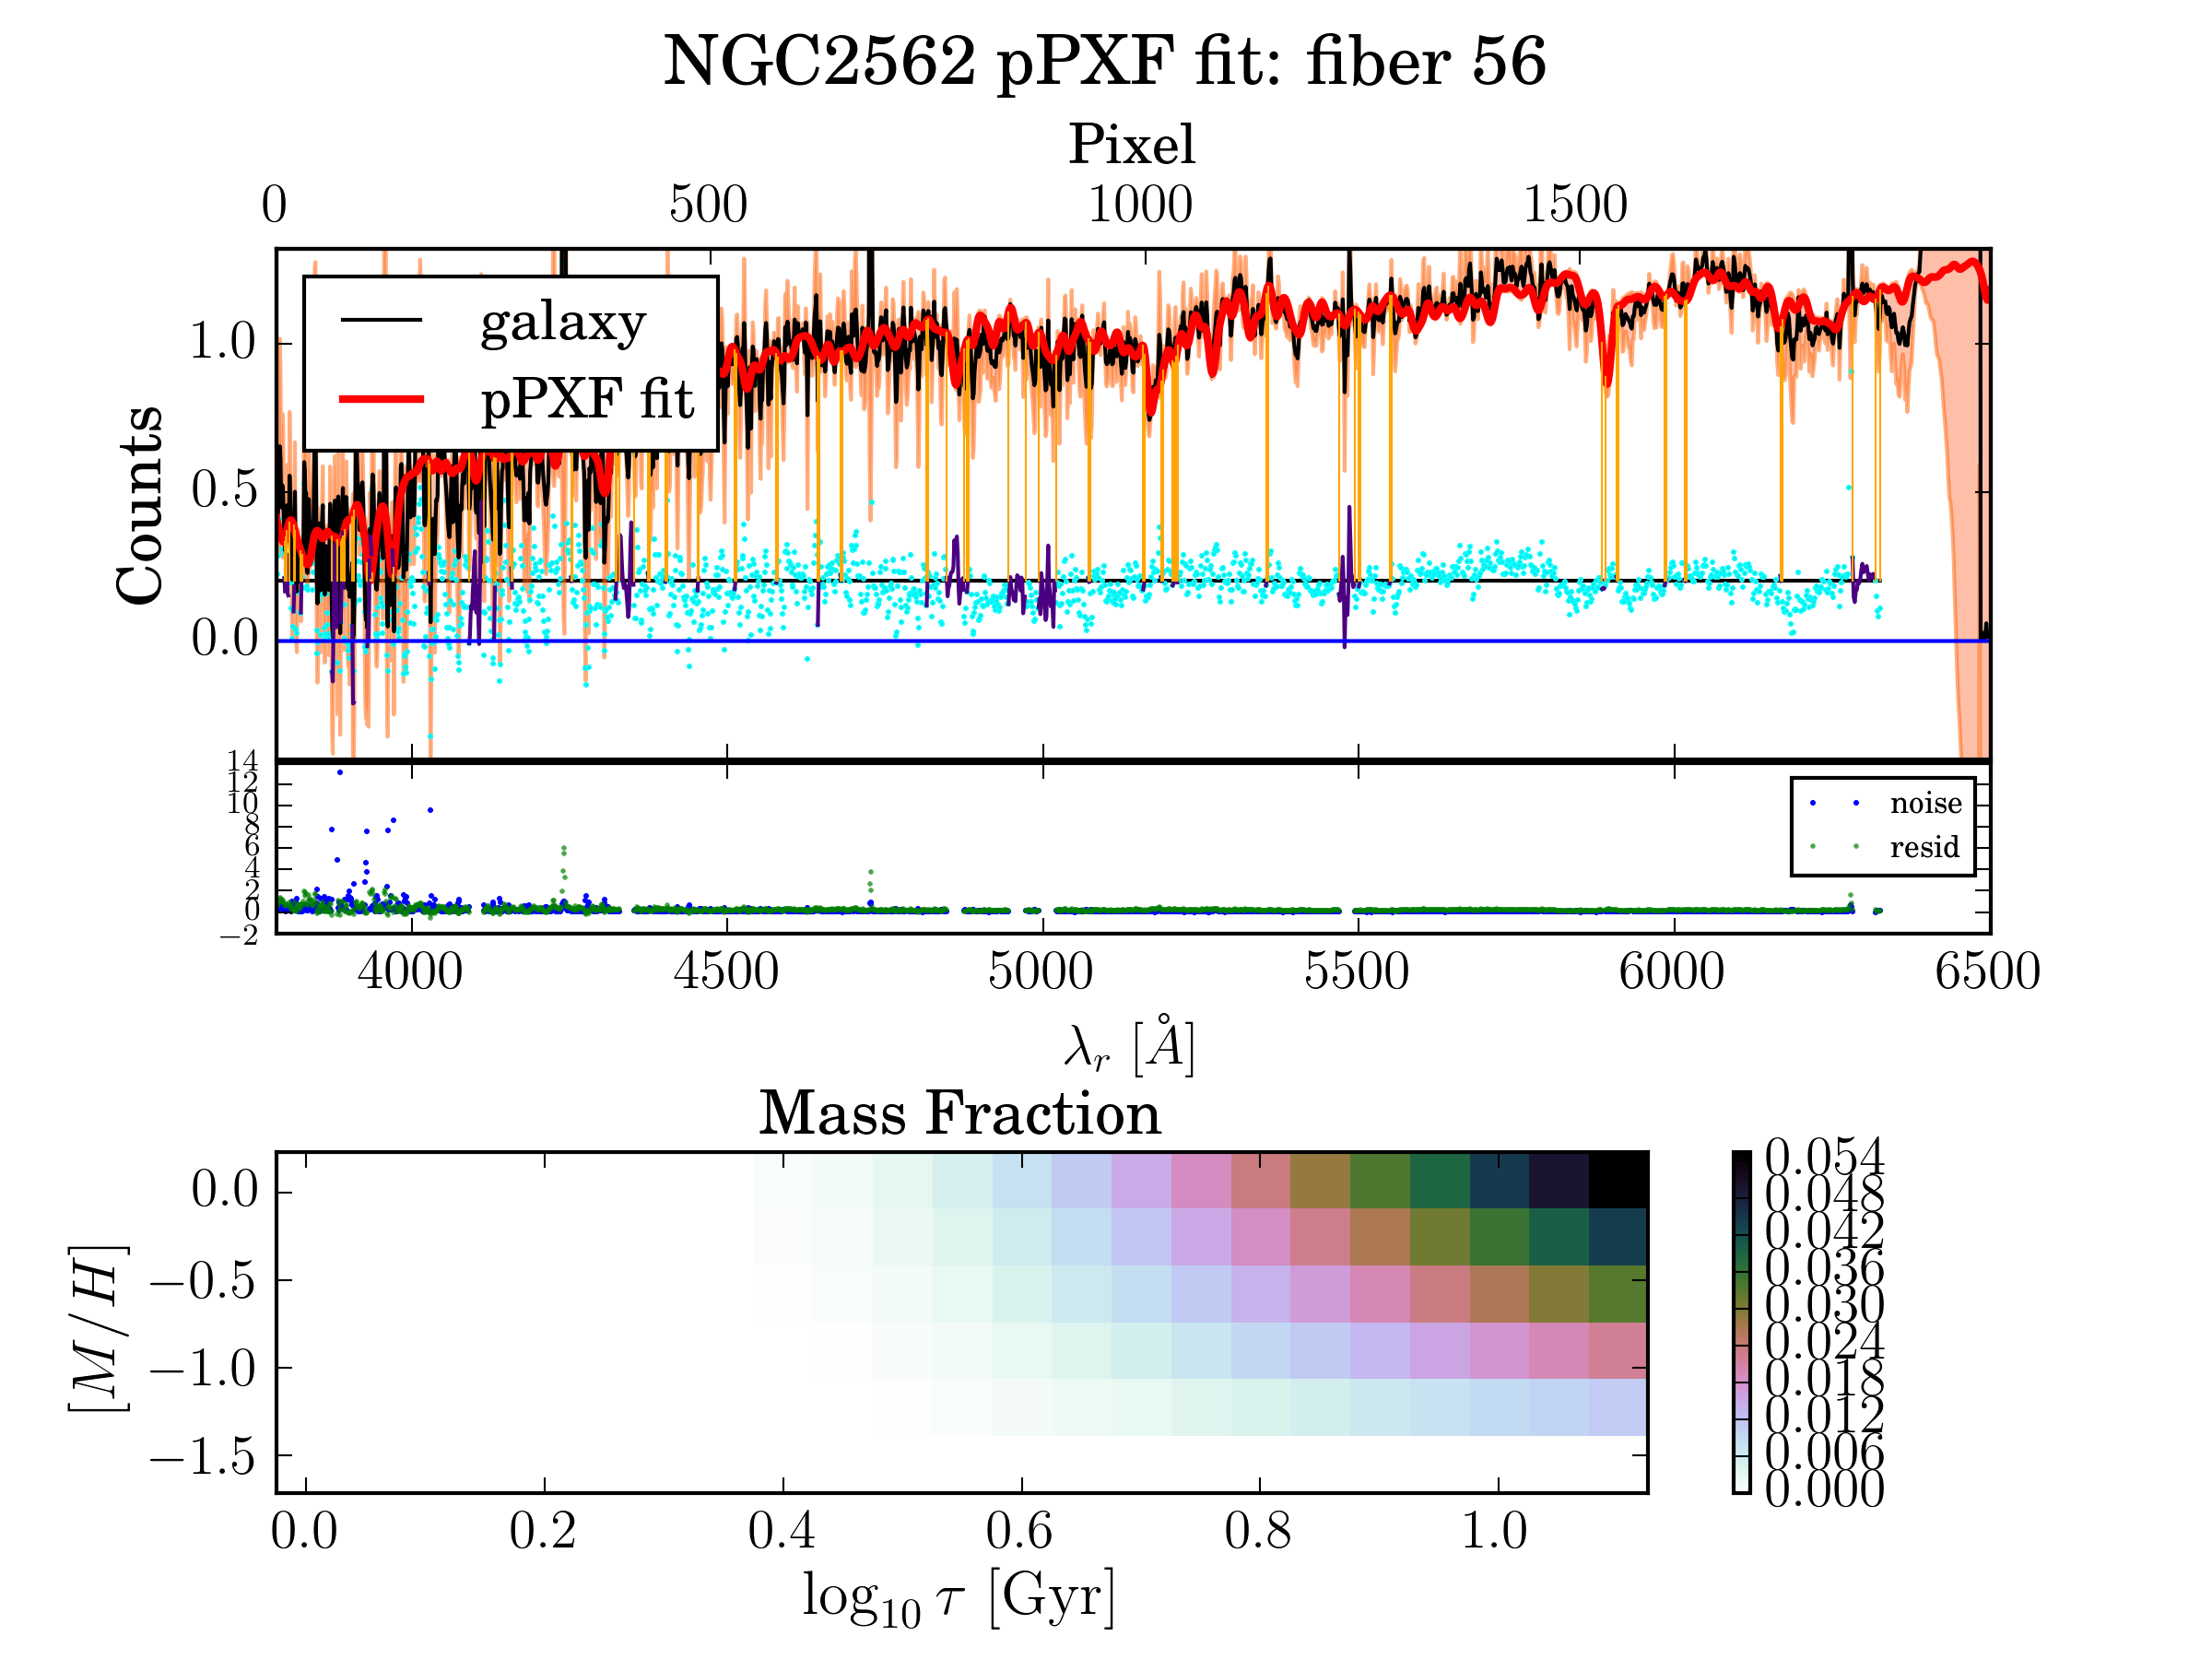 NGC2562 pPXF fit: fiber 56
Pixel
0 500 1000 1500
galaxy
pPXF fit
Counts
1.0
0.5
0.0
14
12
10
8
6
4
2
0
−2
noise
resid
4000 4500 5000 5500 6000 6500
λr [Å]
Mass Fraction
[M/H]
0.0
−0.5
−1.0
−1.5
0.054
0.048
0.042
0.036
0.030
0.024
0.018
0.012
0.006
0.000
0.0 0.2 0.4 0.6 0.8 1.0
log10 τ [Gyr]